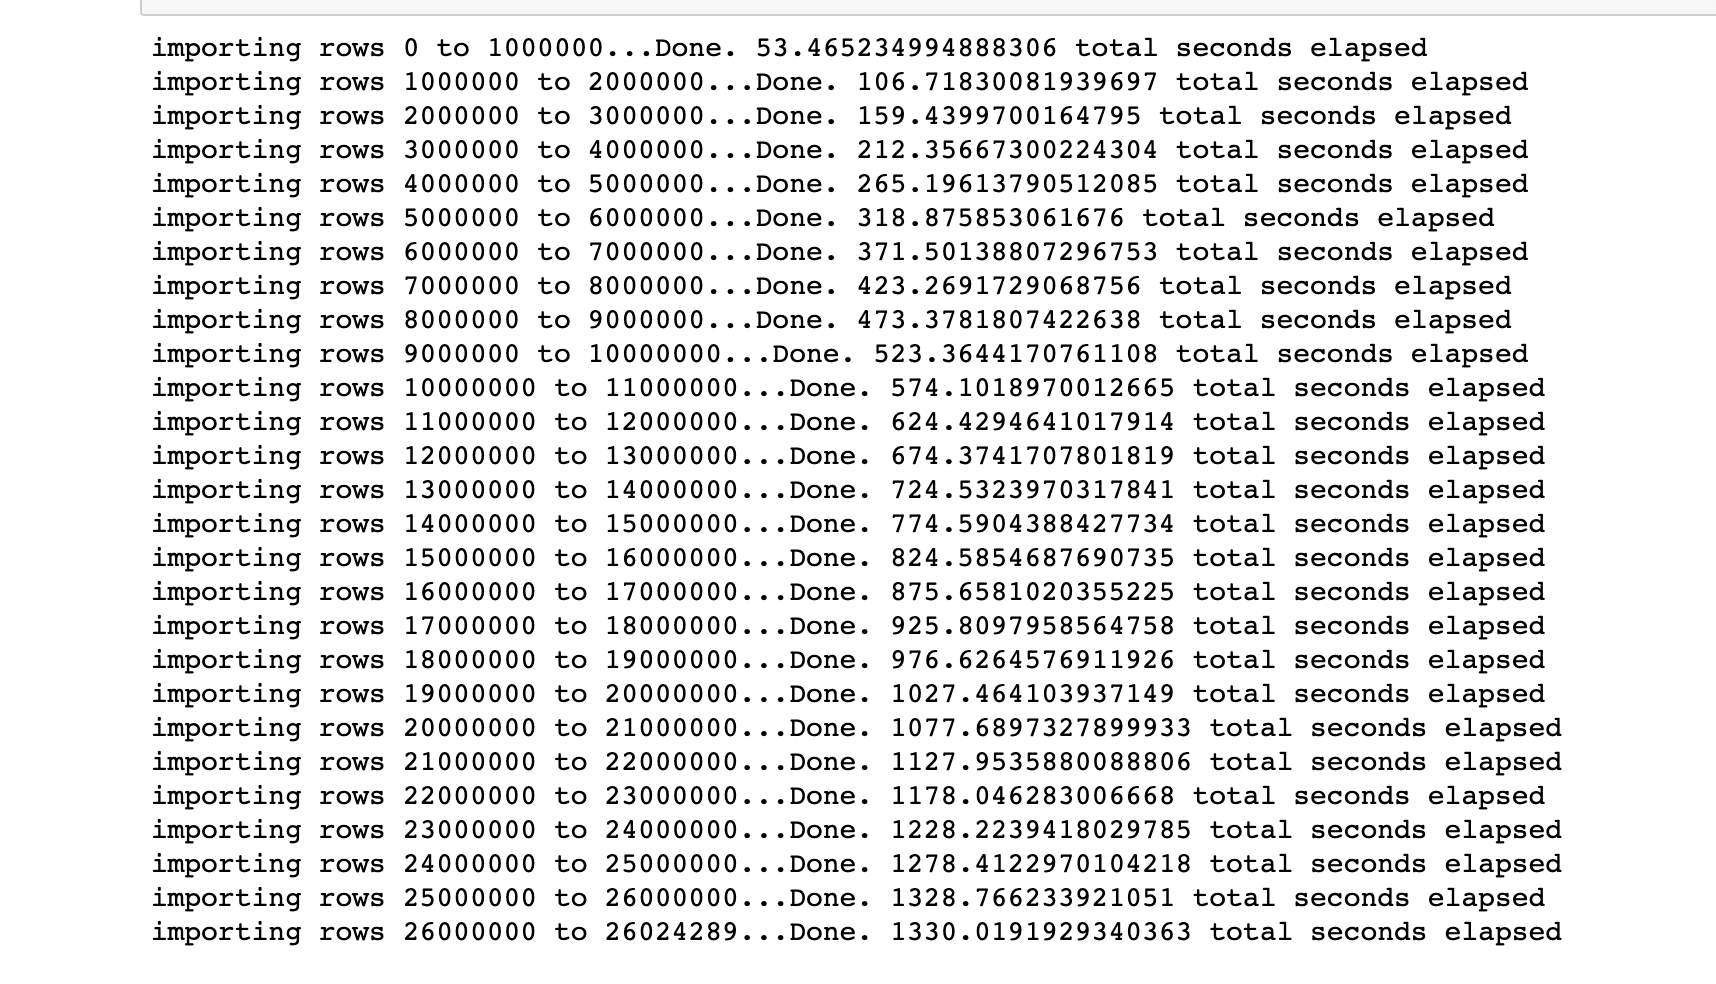 importing rows 0 to 1000000...Done. 53.465234994888306 total seconds elapsed
importing rows 1000000 to 2000000...Done. 106.71830081939697 total seconds elapsed
importing rows 2000000 to 3000000...Done. 159.4399700164795 total seconds elapsed
importing rows 3000000 to 4000000...Done. 212.35667300224304 total seconds elapsed
importing rows 4000000 to 5000000...Done. 265.19613790512085 total seconds elapsed
importing rows 5000000 to 6000000...Done. 318.875853061676 total seconds elapsed
importing rows 6000000 to 7000000...Done. 371.50138807296753 total seconds elapsed
importing rows 7000000 to 8000000...Done. 423.2691729068756 total seconds elapsed
importing rows 8000000 to 9000000...Done. 473.3781807422638 total seconds elapsed
importing rows 9000000 to 10000000...Done. 523.3644170761108 total seconds elapsed
importing rows 10000000 to 11000000...Done. 574.1018970012665 total seconds elapsed
importing rows 11000000 to 12000000...Done. 624.4294641017914 total seconds elapsed
importing rows 12000000 to 13000000...Done. 674.3741707801819 total seconds elapsed
importing rows 13000000 to 14000000...Done. 724.5323970317841 total seconds elapsed
importing rows 14000000 to 15000000...Done. 774.5904388427734 total seconds elapsed
importing rows 15000000 to 16000000...Done. 824.5854687690735 total seconds elapsed
importing rows 16000000 to 17000000...Done. 875.6581020355225 total seconds elapsed
importing rows 17000000 to 18000000...Done. 925.8097958564758 total seconds elapsed
importing rows 18000000 to 19000000...Done. 976.6264576911926 total seconds elapsed
importing rows 19000000 to 20000000...Done. 1027.464103937149 total seconds elapsed
importing rows 20000000 to 21000000...Done. 1077.6897327899933 total seconds elapsed
importing rows 21000000 to 22000000...Done. 1127.9535880088806 total seconds elapsed
importing rows 22000000 to 23000000...Done. 1178.046283006668 total seconds elapsed
importing rows 23000000 to 24000000...Done. 1228.2239418029785 total seconds elapsed
importing rows 24000000 to 25000000...Done. 1278.4122970104218 total seconds elapsed
importing rows 25000000 to 26000000...Done. 1328.766233921051 total seconds elapsed
importing rows 26000000 to 26024289...Done. 1330.0191929340363 total seconds elapsed